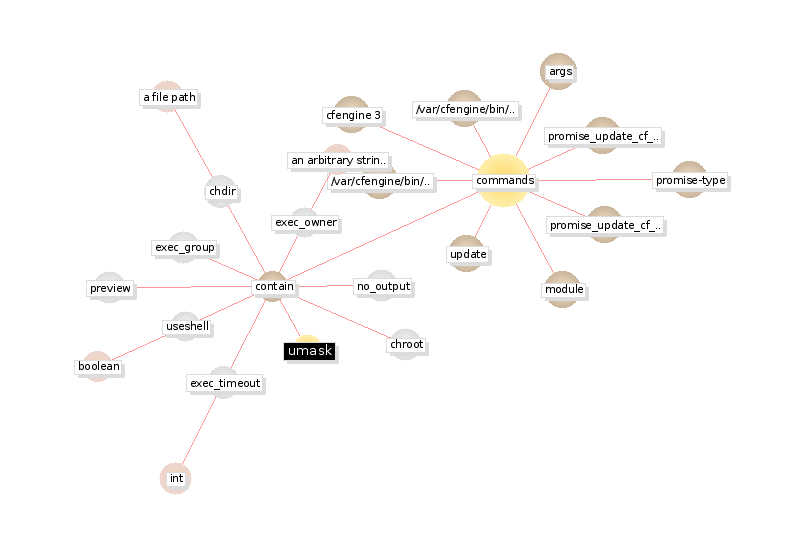 args
a file path
/var/cfengine/bin/..
cfengine 3
promise_update_cf_..
an arbitrary strin..
/var/cfengine/bin/..
commands
promise-type
chdir
exec_owner
promise_update_cf_..
exec_group
update
contain
no_output
preview
module
useshell
chroot
umask
boolean
exec_timeout
int